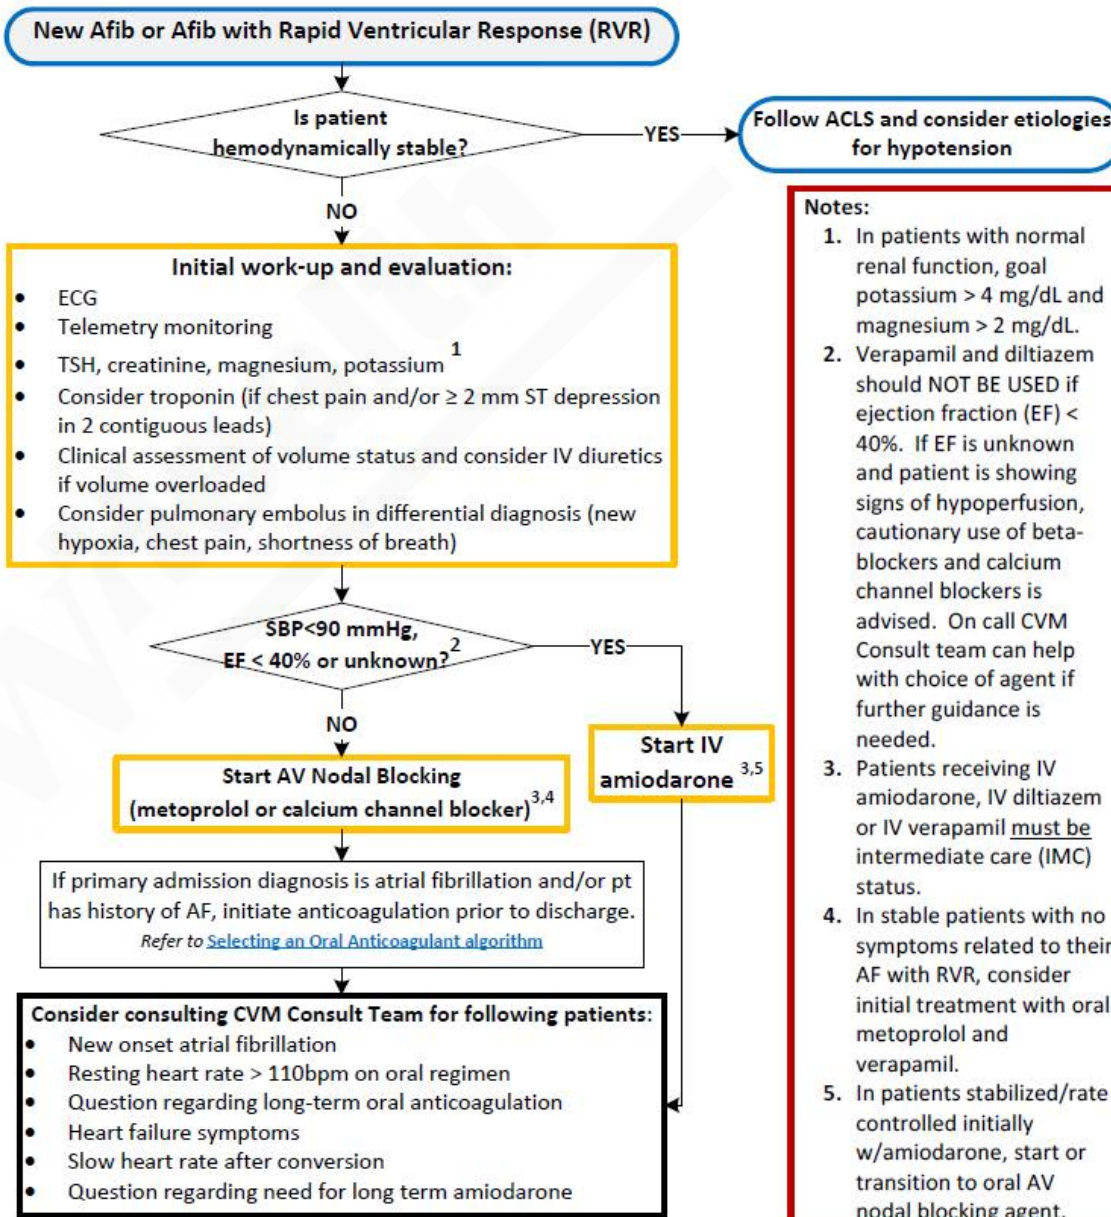 New Afib or Afib with Rapid Ventricular Response (RVR)
Is patient
hemodynamically stable?
YES
Follow ACLS and consider etiologies
for hypotension
NO
Initial work-up and evaluation:
• ECG
• Telemetry monitoring
• TSH, creatinine, magnesium, potassium 1
• Consider troponin (if chest pain and/or ≥ 2 mm ST depression
in 2 contiguous leads)
• Clinical assessment of volume status and consider IV diuretics
if volume overloaded
• Consider pulmonary embolus in differential diagnosis (new
hypoxia, chest pain, shortness of breath)
SBP<90 mmHg,
EF < 40% or unknown? 2
YES
NO
Start IV
amiodarone 3,5
Start AV Nodal Blocking
(metoprolol or calcium channel blocker) 3,4
If primary admission diagnosis is atrial fibrillation and/or pt
has history of AF, initiate anticoagulation prior to discharge.
Refer to Selecting an Oral Anticoagulant algorithm
Consider consulting CVM Consult Team for following patients:
• New onset atrial fibrillation
• Resting heart rate > 110bpm on oral regimen
• Question regarding long-term oral anticoagulation
• Heart failure symptoms
• Slow heart rate after conversion
• Question regarding need for long term amiodarone
Notes:
1. In patients with normal
renal function, goal
potassium > 4 mg/dL and
magnesium > 2 mg/dL.
2. Verapamil and diltiazem
should NOT BE USED if
ejection fraction (EF) <
40%. If EF is unknown
and patient is showing
signs of hypoperfusion,
cautionary use of beta-
blockers and calcium
channel blockers is
advised. On call CVM
Consult team can help
with choice of agent if
further guidance is
needed.
3. Patients receiving IV
amiodarone, IV diltiazem
or IV verapamil must be
intermediate care (IMC)
status.
4. In stable patients with no
symptoms related to their
AF with RVR, consider
initial treatment with oral
metoprolol and
verapamil.
5. In patients stabilized/rate
controlled initially
w/amiodarone, start or
transition to oral AV
nodal blocking agent.